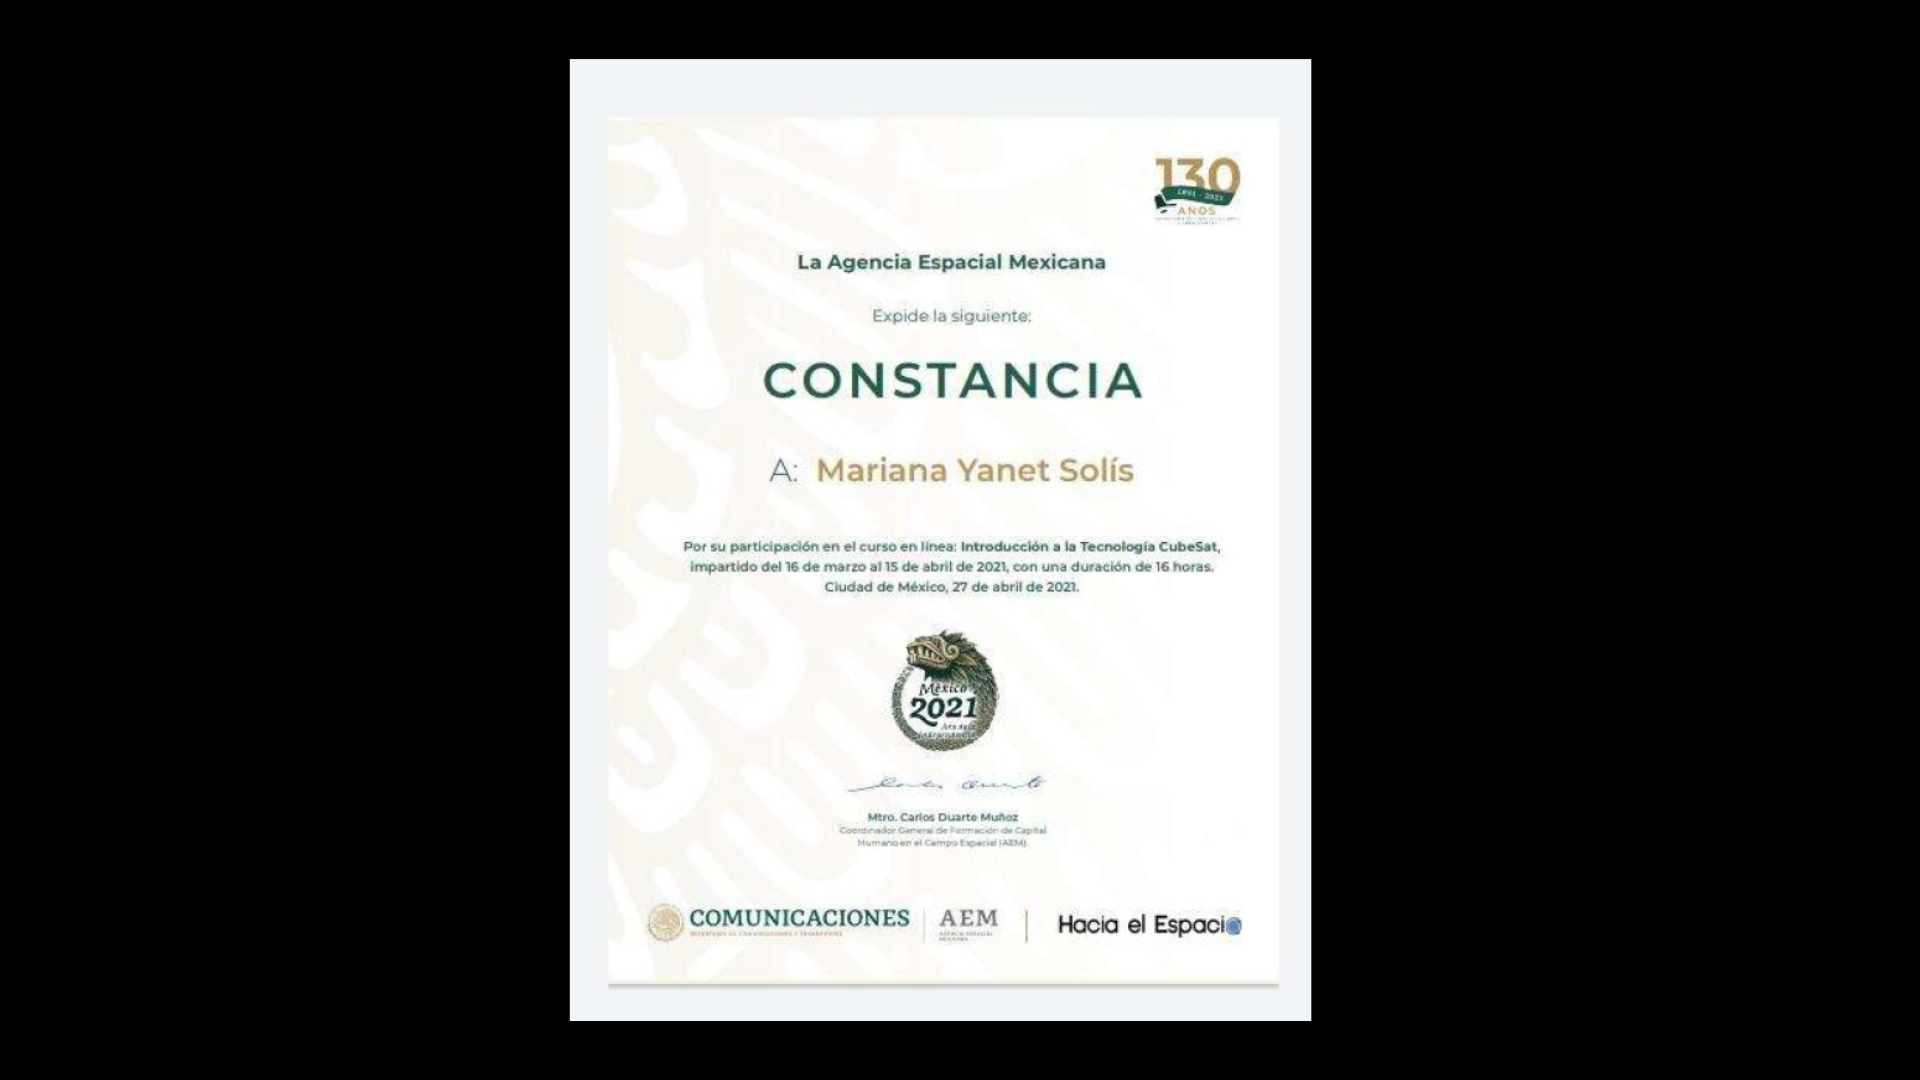 130
1891 - 2021
AÑOS
La Agencia Espacial Mexicana
Expide la siguiente:
CONSTANCIA
A: Mariana Yanet Solís
Por su participación en el curso en línea: Introducción a la Tecnología CubeSat,
impartido del 16 de marzo al 15 de abril de 2021, con una duración de 16 horas.
Ciudad de México, 27 de abril de 2021.
México
2021
Año de la
Independencia
Mtro. Carlos Duarte Muñoz
Coordinador General de Formación de Capital
Humano en el Campo Espacial (AEM).
COMUNICACIONES
SECRETARÍA DE COMUNICACIONES Y TRANSPORTES
AEM
AGENCIA ESPACIAL
MEXICANA
Hacia el Espacio